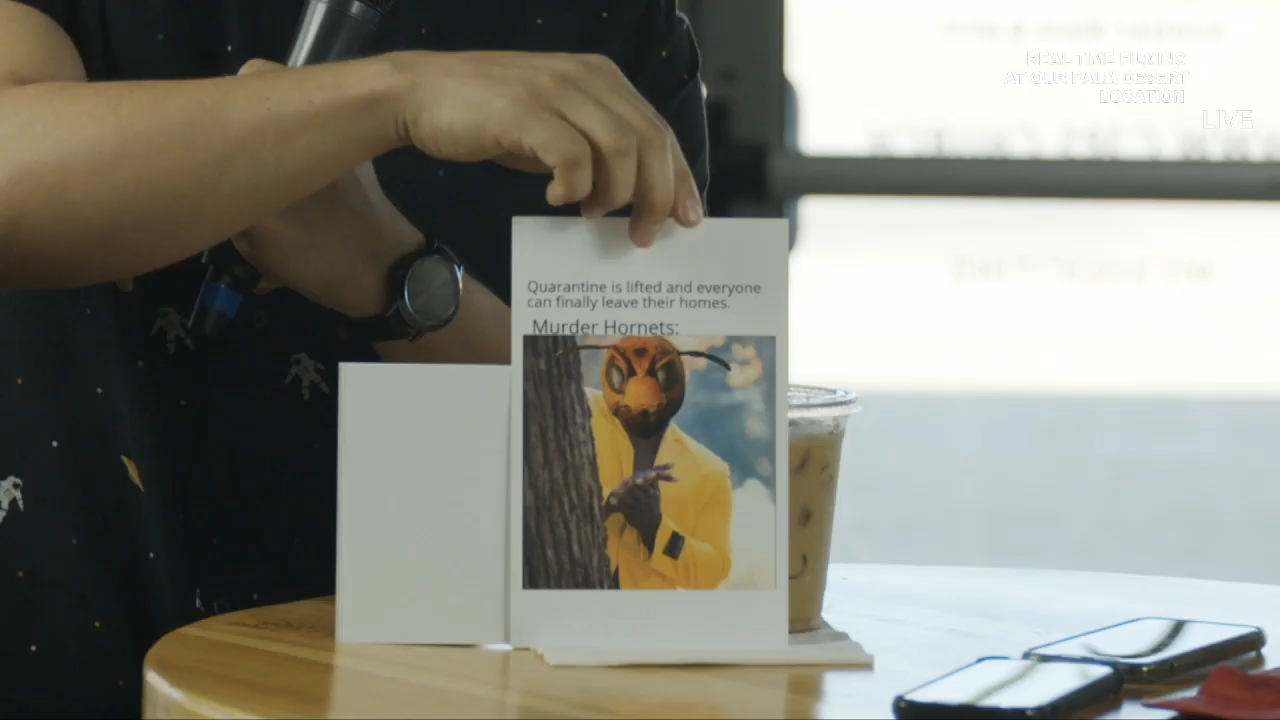 REAL TIME FILMING
AT OUR PALM DESERT
LOCATION
LIVE
Quarantine is lifted and everyone
can finally leave their homes.
Murder Hornets: